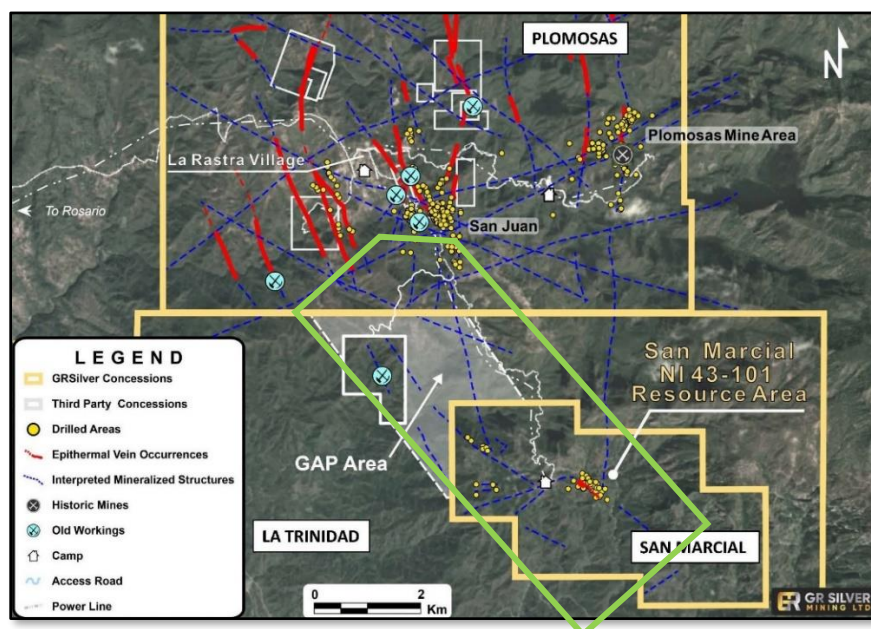 PLOMOSAS
N
Plomosas Mine Area
La Rastra Village
To Rosario
San Juan
San Marcial
NI 43-101
Resource Area
GAP Area
LA TRINIDAD
SAN MARCIAL
LEGEND
GRSilver Concessions
Third Party Concessions
Drilled Areas
Epithermal Vein Occurrences
Interpreted Mineralized Structures
Historic Mines
Old Workings
Camp
Access Road
Power Line
0 2
Km
GR SILVER
MINING LTD